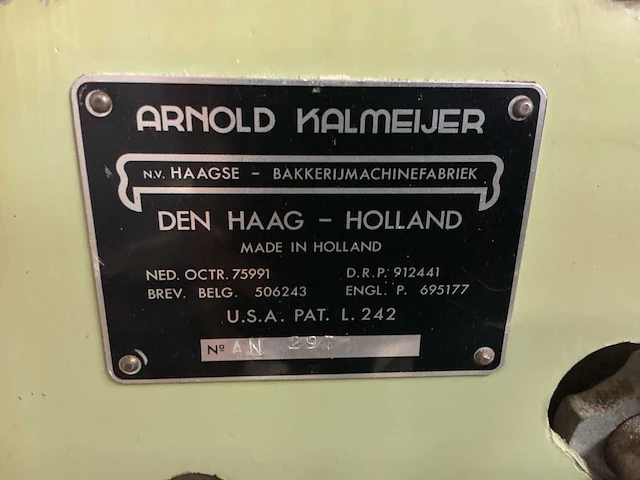 ARNOLD KALMEIJER
N.V. HAAGSE - BAKKERIJMACHINEFABRIEK
DEN HAAG - HOLLAND
MADE IN HOLLAND
NED. OCTR. 75991 D.R.P. 912441
BREV. BELG. 506243 ENGL. P. 695177
U.S.A. PAT. L. 242
Nº AN